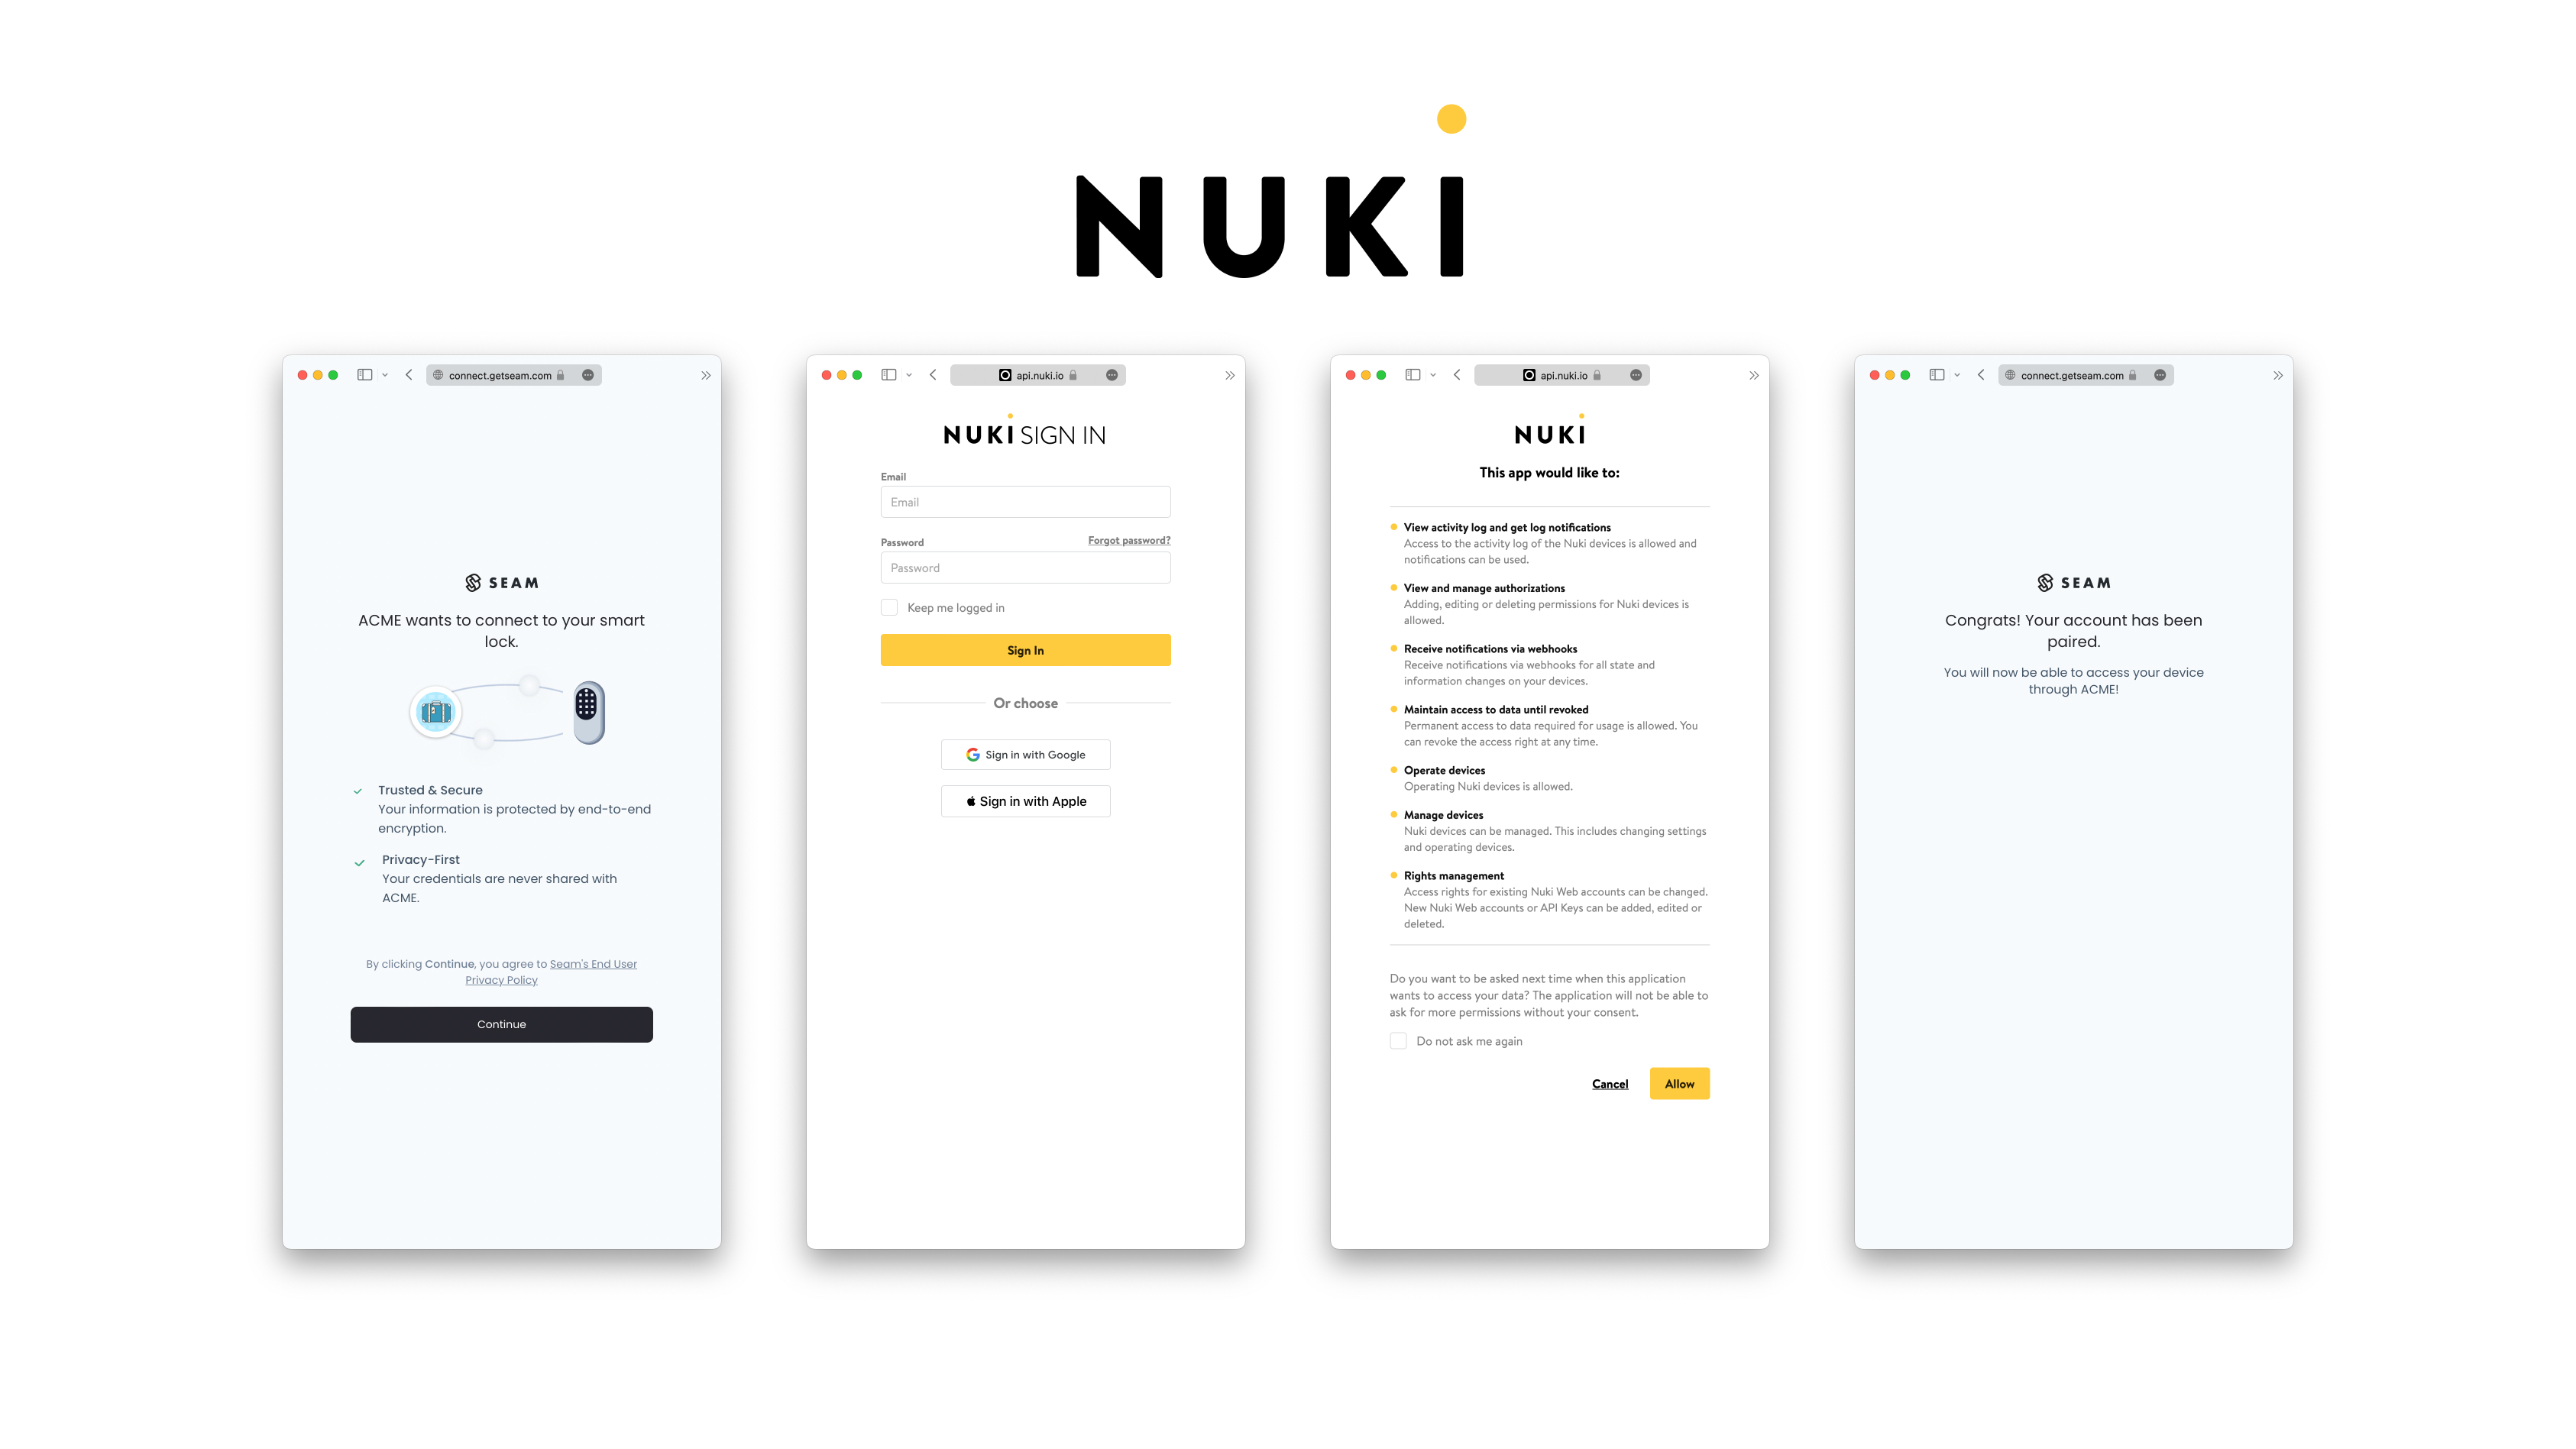 NUKI
connect.getseam.com
SEAM
ACME wants to connect to your smart
lock.
Trusted & Secure
Your information is protected by end-to-end
encryption.
Privacy-First
Your credentials are never shared with
ACME.
By clicking Continue, you agree to Seam's End User
Privacy Policy
Continue
api.nuki.io
NUKI SIGN IN
Email
Email
Password Forgot password?
Password
Keep me logged in
Sign In
Or choose
Sign in with Google
Sign in with Apple
api.nuki.io
NUKI
This app would like to:
View activity log and get log notifications
Access to the activity log of the Nuki devices is allowed and
notifications can be used.
View and manage authorizations
Adding, editing or deleting permissions for Nuki devices is
allowed.
Receive notifications via webhooks
Receive notifications via webhooks for all state and
information changes on your devices.
Maintain access to data until revoked
Permanent access to data required for usage is allowed. You
can revoke the access right at any time.
Operate devices
Operating Nuki devices is allowed.
Manage devices
Nuki devices can be managed. This includes changing settings
and operating devices.
Rights management
Access rights for existing Nuki Web accounts can be changed.
New Nuki Web accounts or API Keys can be added, edited or
deleted.
Do you want to be asked next time when this application
wants to access your data? The application will not be able to
ask for more permissions without your consent.
Do not ask me again
Cancel Allow
connect.getseam.com
SEAM
Congrats! Your account has been
paired.
You will now be able to access your device
through ACME!